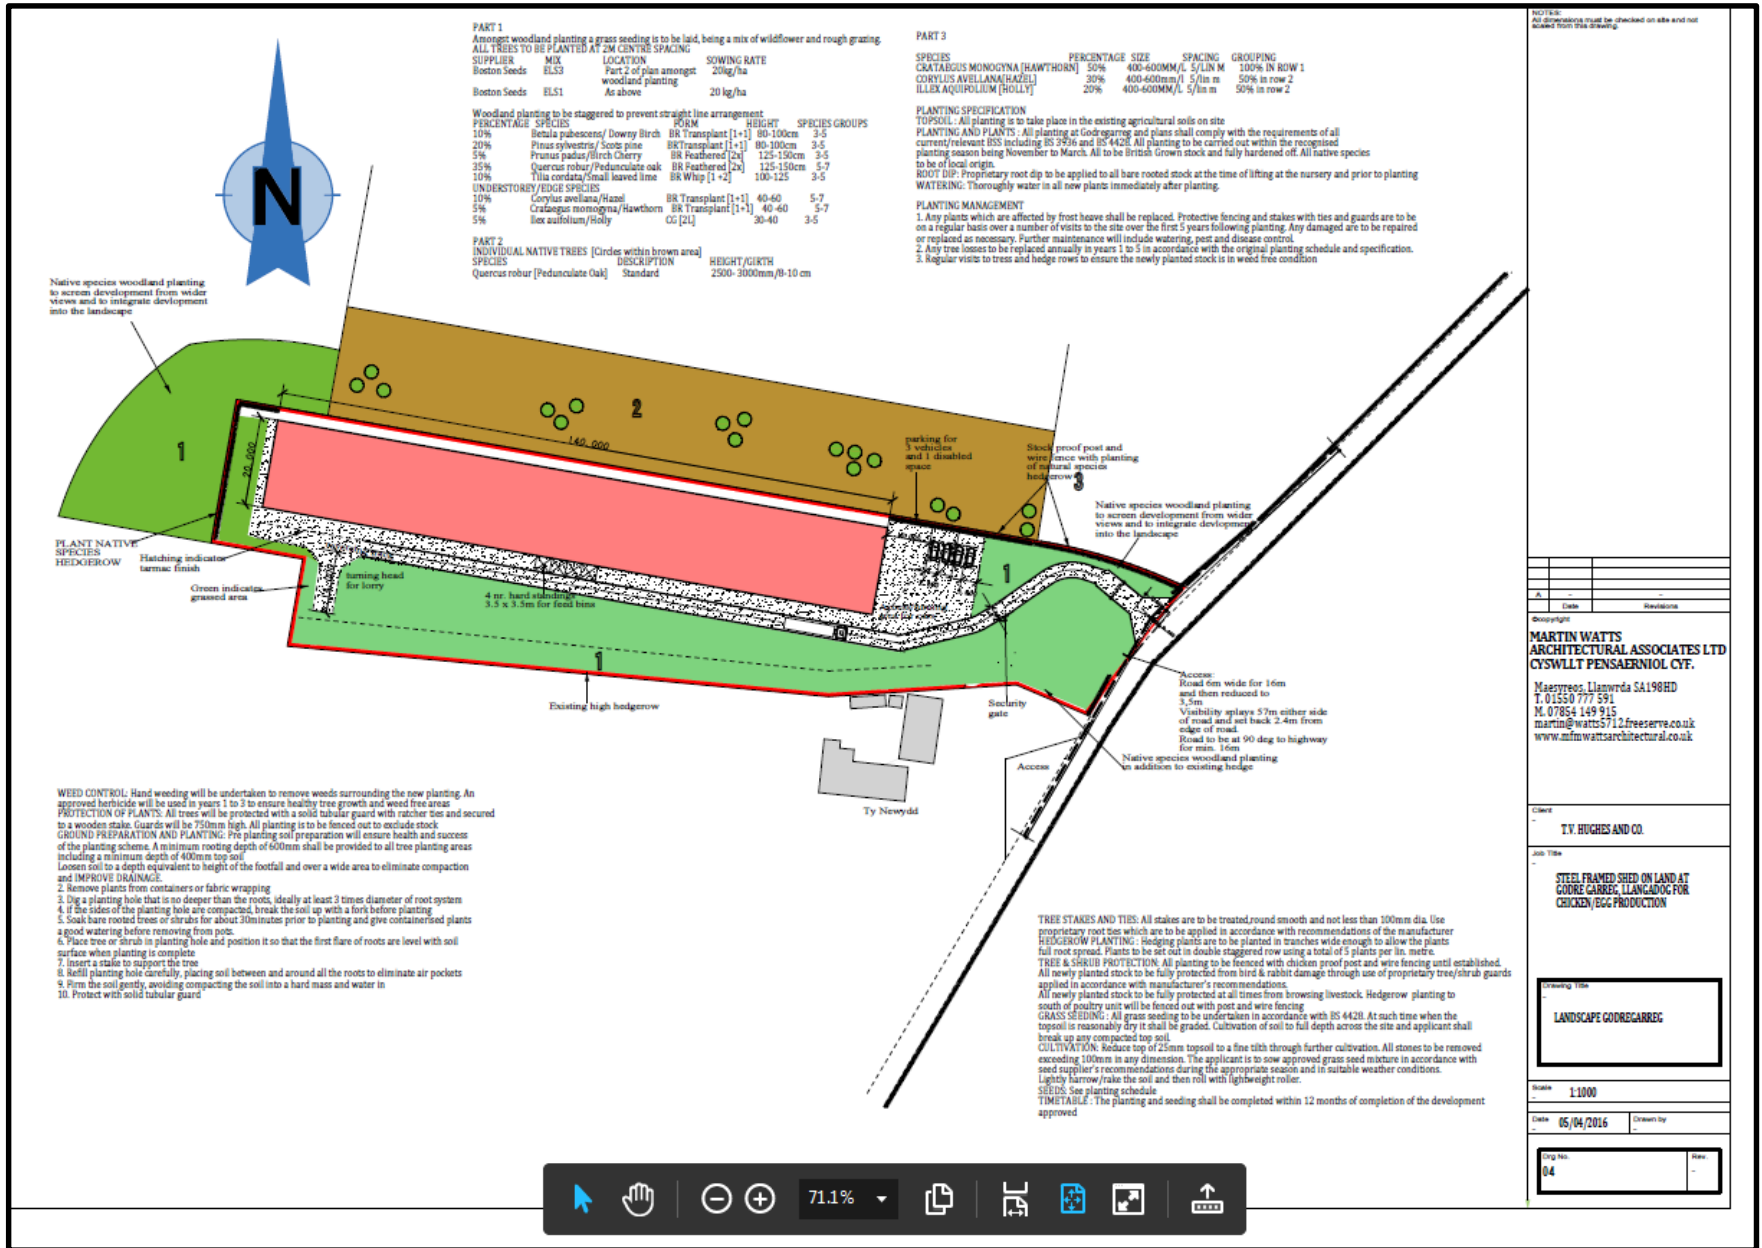 PART 1
Amongst woodland planting a grass seeding is to be laid, being a mix of wildflower and rough grazing.
ALL TREES TO BE PLANTED AT 2M CENTRE SPACING
SUPPLIER MIX LOCATION SOWING RATE
Boston Seeds ELS3 Part 2 of plan amongst 20kg/ha
woodland planting
Boston Seeds ELS1 As above 20 kg/ha
Woodland planting to be staggered to prevent straight line arrangement
PERCENTAGE SPECIES FORM HEIGHT SPECIES GROUPS
10% Betula pubescens/ Downy Birch BR Transplant [1+1] 80-100cm 3-5
20% Pinus sylvestris/ Scots pine BRTransplant [1+1] 80-100cm 3-5
5% Prunus padus/Birch Cherry BR Feathered [2x] 125-150cm 3-5
35% Quercus robur/Pedunculate oak BR Feathered [2x] 125-150cm 5-7
10% Tilia cordata/Small leaved lime BR Whip [1 +2] 100-125 3-5
UNDERSTOREY/EDGE SPECIES
10% Corylus avellana/Hazel BR Transplant [1+1] 40-60 5-7
5% Crataegus momogyna/Hawthorn BR Transplant [1+1] 40 -60 5-7
5% Ilex auifolium/Holly CG [2L] 30-40 3-5
PART 2
INDIVIDUAL NATIVE TREES [Circles within brown area]
SPECIES DESCRIPTION HEIGHT/GIRTH
Quercus robur [Pedunculate Oak] Standard 2500- 3000mm/8-10 cm
PART 3
SPECIES PERCENTAGE SIZE SPACING GROUPING
CRATAEGUS MONOGYNA [HAWTHORN] 50% 400-600MM/L 5/LIN M 100% IN ROW 1
CORYLUS AVELLANA[HAZEL] 30% 400-600mm/l 5/lin m 50% in row 2
ILLEX AQUIFOLIUM [HOLLY] 20% 400-600MM/L 5/lin m 50% in row 2
PLANTING SPECIFICATION
TOPSOIL : All planting is to take place in the existing agricultural soils on site
PLANTING AND PLANTS : All planting at Godregarreg and plans shall comply with the requirements of all
current/relevant BSS including BS 3936 and BS 4428. All planting to be carried out within the recognised
planting season being November to March. All to be British Grown stock and fully hardened off. All native species
to be of local origin.
ROOT DIP: Proprietary root dip to be applied to all bare rooted stock at the time of lifting at the nursery and prior to planting
WATERING: Thoroughly water in all new plants immediately after planting.
PLANTING MANAGEMENT
1. Any plants which are affected by frost heave shall be replaced. Protective fencing and stakes with ties and guards are to be
on a regular basis over a number of visits to the site over the first 5 years following planting. Any damaged are to be repaired
or replaced as necessary. Further maintenance will include watering, pest and disease control.
2. Any tree losses to be replaced annually in years 1 to 5 in accordance with the original planting schedule and specification.
3. Regular visits to tress and hedge rows to ensure the newly planted stock is in weed free condition
N
Native species woodland planting
to screen development from wider
views and to integrate devlopment
into the landscape
1
2
140,000
20,000
parking for
3 vehicles
and 1 disabled
space
Stock proof post and
wire fence with planting
of natural species
hedgerow
3
Native species woodland planting
to screen development from wider
views and to integrate devlopment
into the landscape
PLANT NATIVE
SPECIES
HEDGEROW
Hatching indicates
tarmac finish
Green indicates
grassed area
turning head
for lorry
4 nr. hard standings
3.5 x 3.5m for feed bins
1
1
Existing high hedgerow
Security
gate
Access:
Road 6m wide for 16m
and then reduced to
3,5m
Visibility splays 57m either side
of road and set back 2.4m from
edge of road.
Road to be at 90 deg to highway
for min. 16m
Native species woodland planting
in addition to existing hedge
Access
Ty Newydd
WEED CONTROL: Hand weeding will be undertaken to remove weeds surrounding the new planting. An
approved herbicide will be used in years 1 to 3 to ensure healthy tree growth and weed free areas
PROTECTION OF PLANTS: All trees will be protected with a solid tubular guard with ratcher ties and secured
to a wooden stake. Guards will be 750mm high. All planting is to be fenced out to exclude stock
GROUND PREPARATION AND PLANTING: Pre planting soil preparation will ensure health and success
of the planting scheme. A minimum rooting depth of 600mm shall be provided to all tree planting areas
including a minimum depth of 400mm top soil
Loosen soil to a depth equivalent to height of the footfall and over a wide area to eliminate compaction
and IMPROVE DRAINAGE.
2. Remove plants from containers or fabric wrapping
3. Dig a planting hole that is no deeper than the roots, ideally at least 3 times diameter of root system
4. if the sides of the planting hole are compacted, break the soil up with a fork before planting
5. Soak bare rooted trees or shrubs for about 30minutes prior to planting and give containerised plants
a good watering before removing from pots.
6. Place tree or shrub in planting hole and position it so that the first flare of roots are level with soil
surface when planting is complete
7. Insert a stake to support the tree
8. Refill planting hole carefully, placing soil between and around all the roots to eliminate air pockets
9. Firm the soil gently, avoiding compacting the soil into a hard mass and water in
10. Protect with solid tubular guard
TREE STAKES AND TIES: All stakes are to be treated,round smooth and not less than 100mm dia. Use
proprietary root ties which are to be applied in accordance with recommendations of the manufacturer
HEDGEROW PLANTING : Hedging plants are to be planted in tranches wide enough to allow the plants
full root spread. Plants to be set out in double staggered row using a total of 5 plants per lin. metre.
TREE & SHRUB PROTECTION: All planting to be feenced with chicken proof post and wire fencing until established.
All newly planted stock to be fully protected from bird & rabbit damage through use of proprietary tree/shrub guards
applied in accordance with manufacturer's recommendations.
All newly planted stock to be fully protected at all times from browsing livestock. Hedgerow planting to
south of poultry unit will be fenced out with post and wire fencing
GRASS SEEDING : All grass seeding to be undertaken in accordance with BS 4428. At such time when the
topsoil is reasonably dry it shall be graded. Cultivation of soil to full depth across the site and applicant shall
break up any compacted top soil.
CULTIVATION: Reduce top of 25mm topsoil to a fine tilth through further cultivation. All stones to be removed
exceeding 100mm in any dimension. The applicant is to sow approved grass seed mixture in accordance with
seed supplier's recommendations during the appropriate season and in suitable weather conditions.
Lightly harrow/rake the soil and then roll with lightweight roller.
SEEDS: See planting schedule
TIMETABLE : The planting and seeding shall be completed within 12 months of completion of the development
approved
NOTES:
All dimensions must be checked on site and not
scaled from this drawing.
A - -
Date Revisions
©copyright
MARTIN WATTS
ARCHITECTURAL ASSOCIATES LTD
CYSWLLT PENSAERNIOL CYF.
Maesyreos, Llanwrda SA198HD
T. 01550 777 591
M. 07854 149 915
martin@watts5712.freeserve.co.uk
www.mfmwattsarchitectural.co.uk
Client
T.V. HUGHES AND CO.
Job Title
STEEL FRAMED SHED ON LAND AT
GODRE GARREG, LLANGADOG FOR
CHICKEN/EGG PRODUCTION
Drawing Title
LANDSCAPE GODREGARREG
Scale 1:1000
Date 05/04/2016 Drawn by
Drg No. Rev.
04 -
71.1%